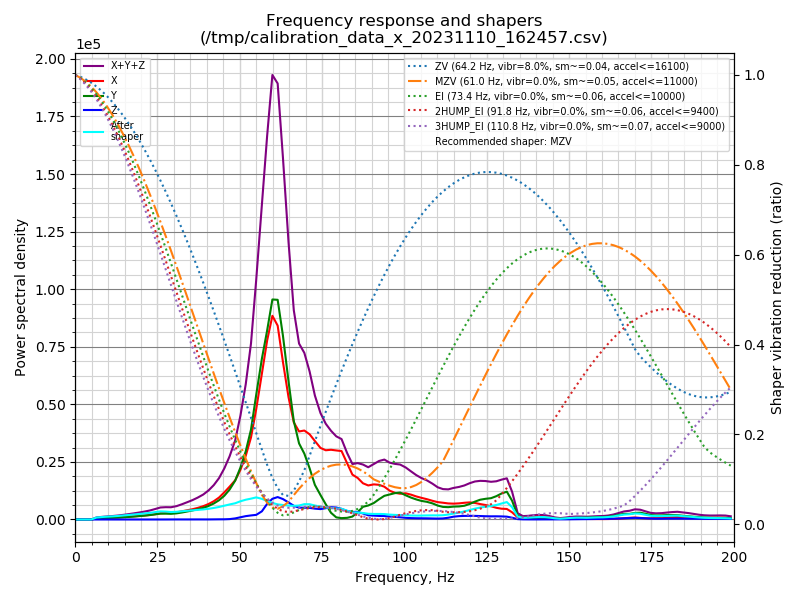 Frequency response and shapers
(/tmp/calibration_data_x_20231110_162457.csv)
1e5
X+Y+Z
X
Y
Z
After
shaper
ZV (64.2 Hz, vibr=8.0%, sm~=0.04, accel<=16100)
MZV (61.0 Hz, vibr=0.0%, sm~=0.05, accel<=11000)
EI (73.4 Hz, vibr=0.0%, sm~=0.06, accel<=10000)
2HUMP_EI (91.8 Hz, vibr=0.0%, sm~=0.06, accel<=9400)
3HUMP_EI (110.8 Hz, vibr=0.0%, sm~=0.07, accel<=9000)
Recommended shaper: MZV
Power spectral density
2.00
1.75
1.50
1.25
1.00
0.75
0.50
0.25
0.00
1.0
0.8
0.6
0.4
0.2
0.0
Shaper vibration reduction (ratio)
0 25 50 75 100 125 150 175 200
Frequency, Hz